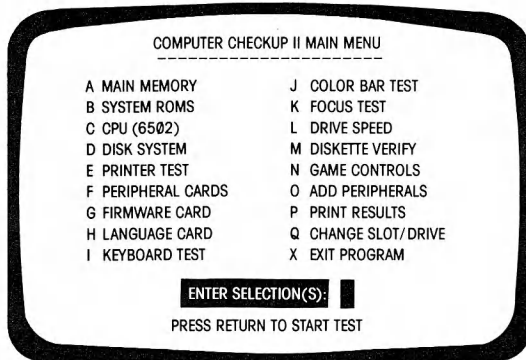 COMPUTER CHECKUP II MAIN MENU
A MAIN MEMORY
B SYSTEM ROMS
C CPU (6502)
D DISK SYSTEM
E PRINTER TEST
F PERIPHERAL CARDS
G FIRMWARE CARD
H LANGUAGE CARD
I KEYBOARD TEST
J COLOR BAR TEST
K FOCUS TEST
L DRIVE SPEED
M DISKETTE VERIFY
N GAME CONTROLS
O ADD PERIPHERALS
P PRINT RESULTS
Q CHANGE SLOT/DRIVE
X EXIT PROGRAM
ENTER SELECTION(S):
PRESS RETURN TO START TEST